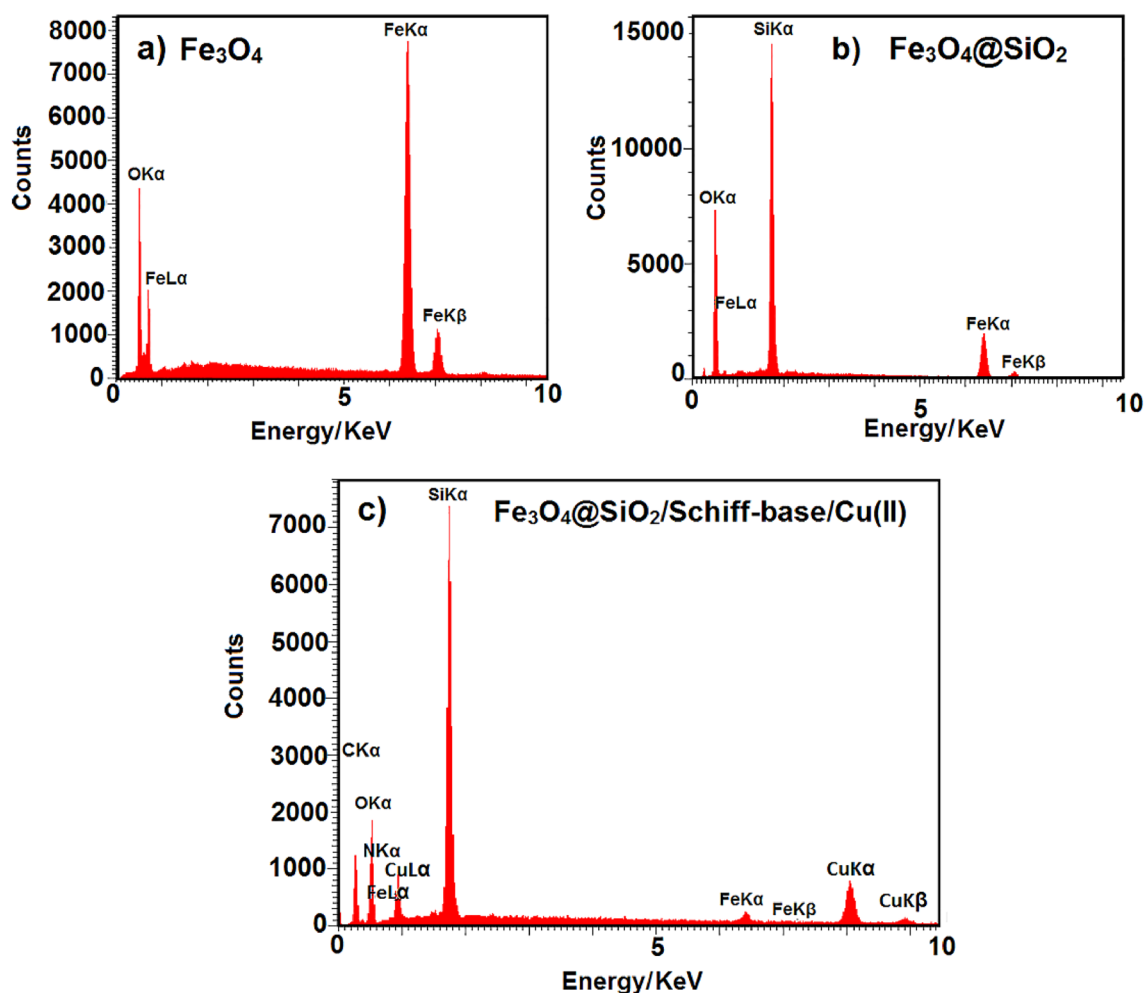 a) Fe₃O₄
8000
7000
6000
5000
4000
3000
2000
1000
0
Counts
OKα
FeLα
FeKα
FeKβ
0
5
10
Energy/KeV
b) Fe₃O₄@SiO₂
15000
10000
5000
0
Counts
SiKα
OKα
FeLα
FeKα
FeKβ
0
5
10
Energy/KeV
c) Fe₃O₄@SiO₂/Schiff-base/Cu(II)
7000
6000
5000
4000
3000
2000
1000
0
Counts
SiKα
CKα
OKα
NKα
CuLα
FeLα
FeKα
FeKβ
CuKα
CuKβ
0
5
10
Energy/KeV